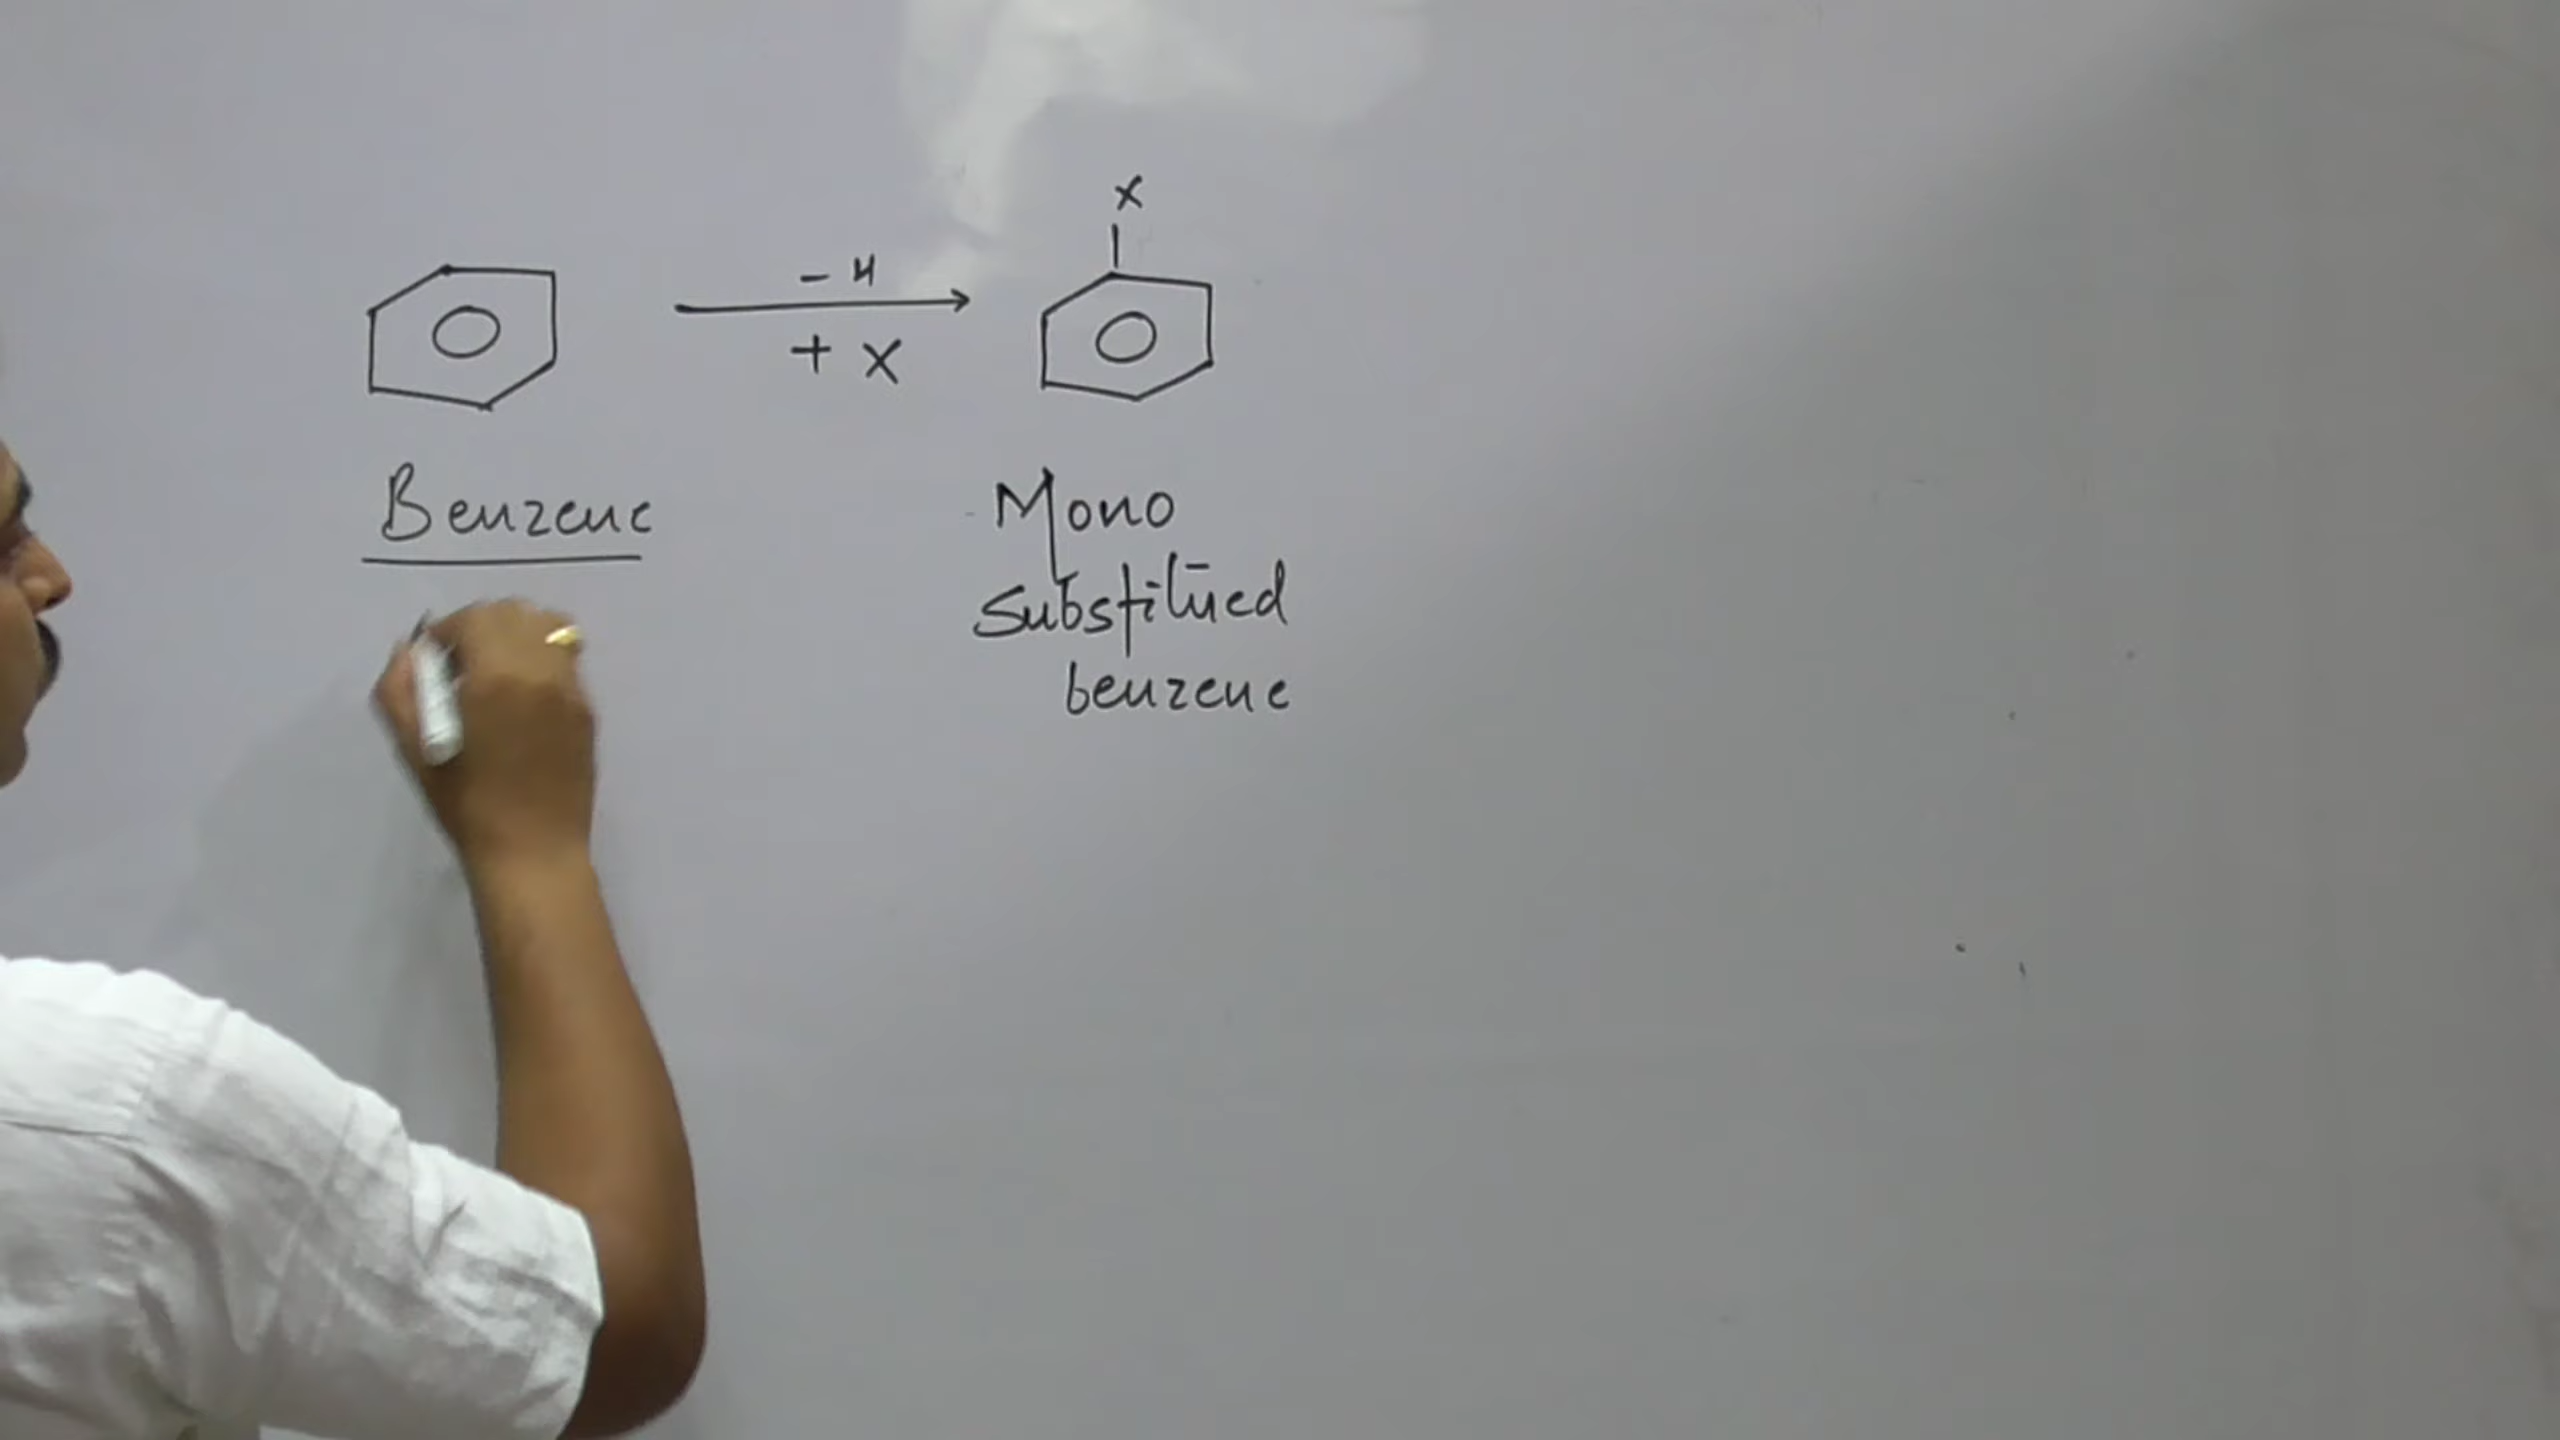 X
- H
+ X
Benzene
Mono
substitued
benzene